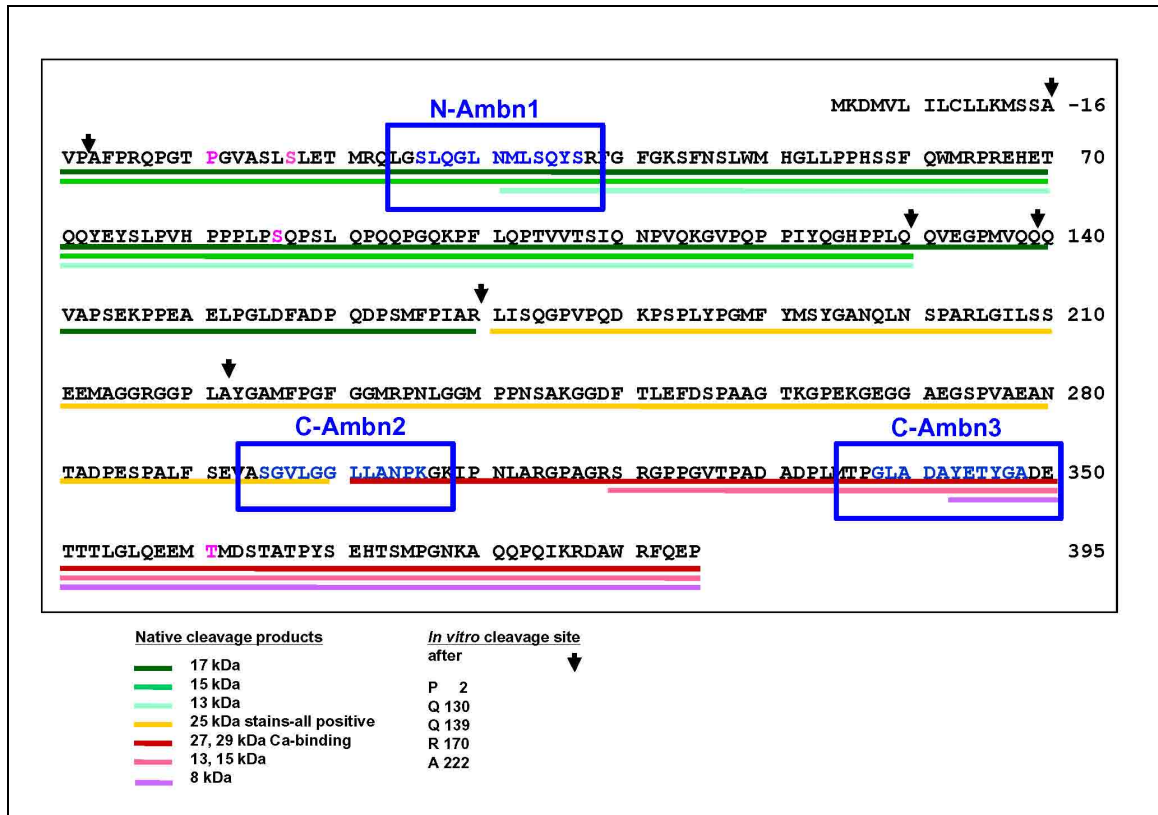 MKDMVL ILCLLKMSSA -16
N-Ambn1
VPAFPRQPGT PGVASLSLET MRQLGSLQGL NMLSQYSRFG FGKSFNSLWM HGLLPPHSSF QWMRPREHET 70
QQYEYSLPVH PPPLPSQPSL QPQQPGQKPF LQPTVVTSIQ NPVQKGVPQP PIYQGHPPLQ QVEGPMVQQQ 140
VAPSEKPPEA ELPGLDFADP QDPSMFPIAR LISQGPVPQD KPSPLYPGMF YMSYGANQLN SPARLGILSS 210
EEMAGGRGGP LAYGAMFPGF GGMRPNLGGM PPNSAKGGDF TLEFDSPAAG TKGPEKGEGG AEGSPVAEAN 280
C-Ambn2 C-Ambn3
TADPESPALF SEVASGVLGG LLANPKGKIP NLARGPAGRS RGPPGVTPAD ADPLMTPGLA DAYETYGADE 350
TTTLGLQEEM TMDSTATPYS EHTSMPGNKA QQPQIKRDAW RFQEP 395
Native cleavage products
17 kDa
15 kDa
13 kDa
25 kDa stains-all positive
27, 29 kDa Ca-binding
13, 15 kDa
8 kDa
In vitro cleavage site
after
P 2
Q 130
Q 139
R 170
A 222